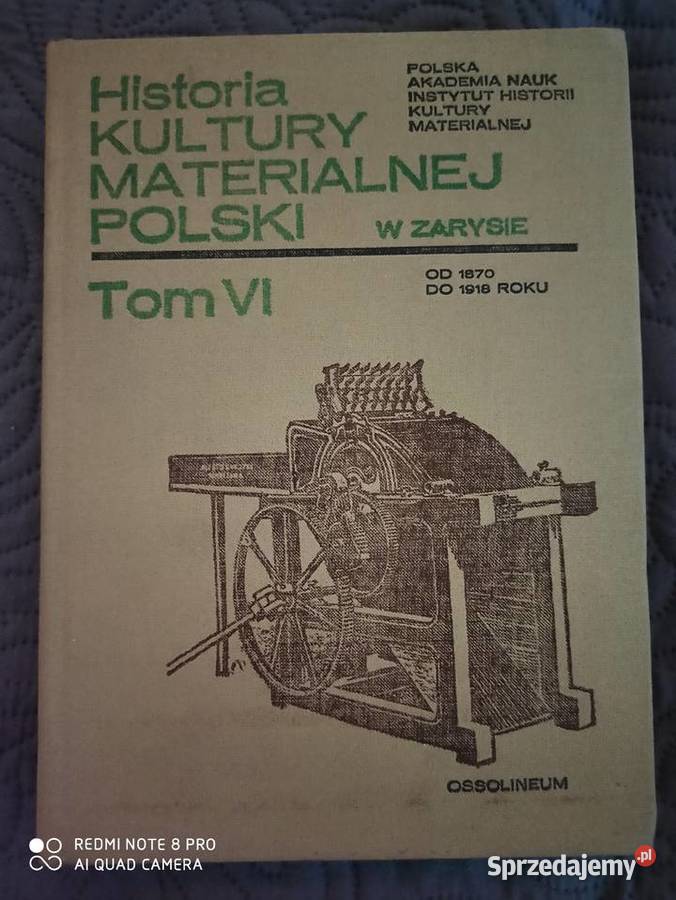 Historia
KULTURY
MATERIALNEJ
POLSKI W ZARYSIE
POLSKA
AKADEMIA NAUK
INSTYTUT HISTORII
KULTURY
MATERIALNEJ
Tom VI
OD 1870
DO 1918 ROKU
OSSOLINEUM
REDMI NOTE 8 PRO
AI QUAD CAMERA
Sprzedajemy.pl